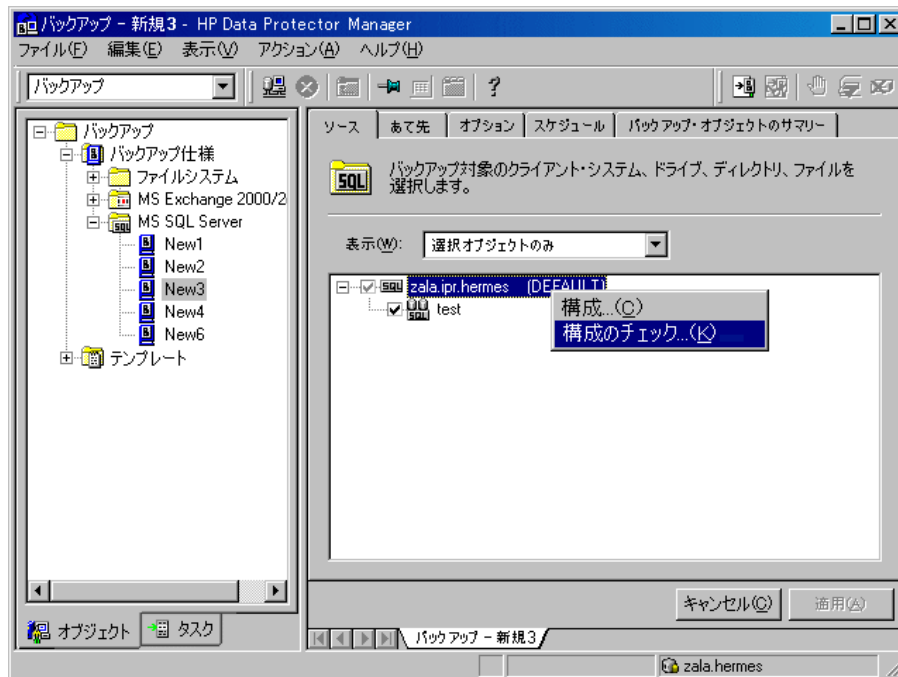 バックアップ - 新規3 - HP Data Protector Manager
ファイル(F) 編集(E) 表示(V) アクション(A) ヘルプ(H)
バックアップ
バックアップ
バックアップ仕様
ファイルシステム
MS Exchange 2000/2
MS SQL Server
New1
New2
New3
New4
New6
テンプレート
オブジェクト タスク
ソース あて先 オプション スケジュール バックアップ・オブジェクトのサマリー
SQL
バックアップ対象のクライアント・システム、ドライブ、ディレクトリ、ファイルを
選択します。
表示(W): 選択オブジェクトのみ
zala.ipr.hermes (DEFAULT)
test
構成...(C)
構成のチェック...(K)
キャンセル(C) 適用(A)
バックアップ - 新規3
zala.hermes